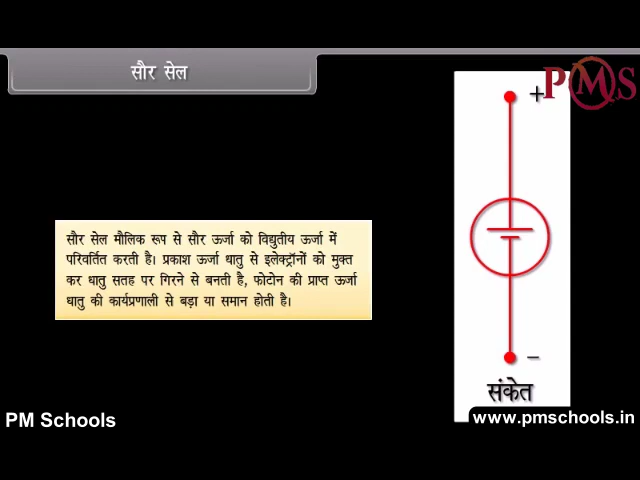 सौर सेल
PMS
+
सौर सेल मौलिक रूप से सौर ऊर्जा को विद्युतीय ऊर्जा में
परिवर्तित करती है। प्रकाश ऊर्जा धातु से इलेक्ट्रॉनों को मुक्त
कर धातु सतह पर गिरने से बनती है, फोटोन की प्राप्त ऊर्जा
धातु की कार्यप्रणाली से बड़ा या समान होती है।
–
संकेत
PM Schools
www.pmschools.in